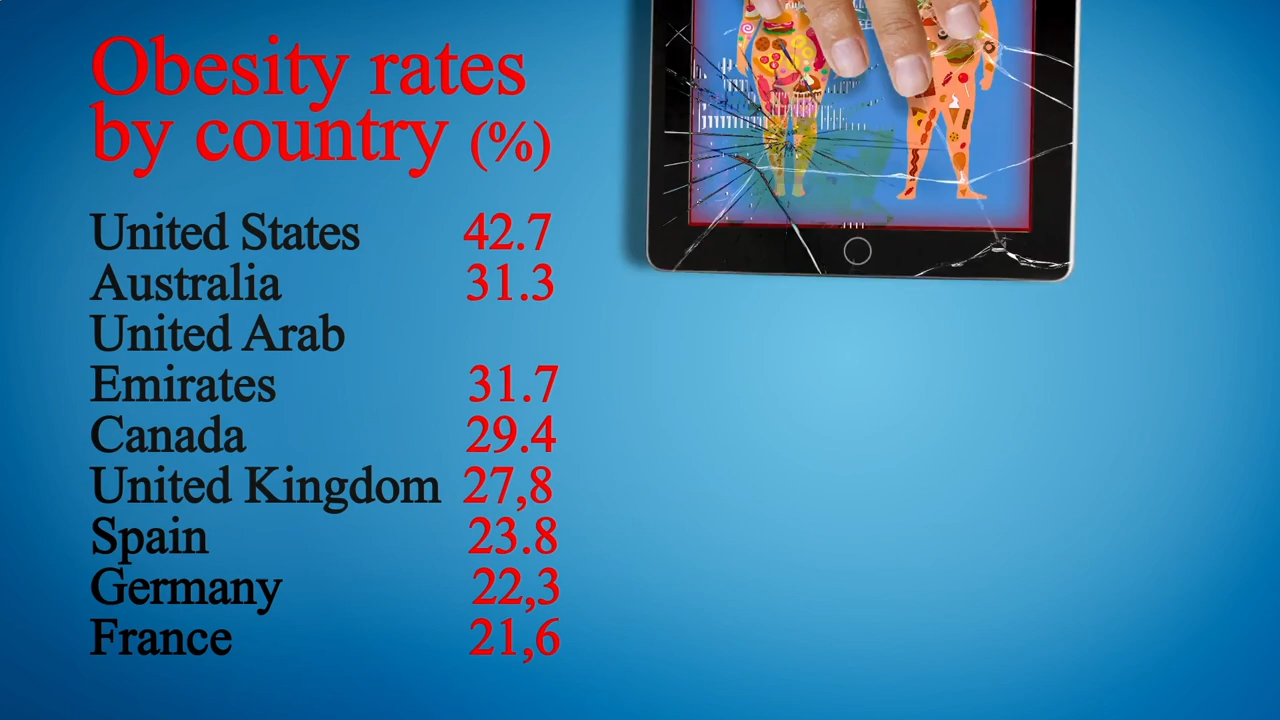 Obesity rates
by country (%)
United States 42.7
Australia 31.3
United Arab
Emirates 31.7
Canada 29.4
United Kingdom 27,8
Spain 23.8
Germany 22,3
France 21,6